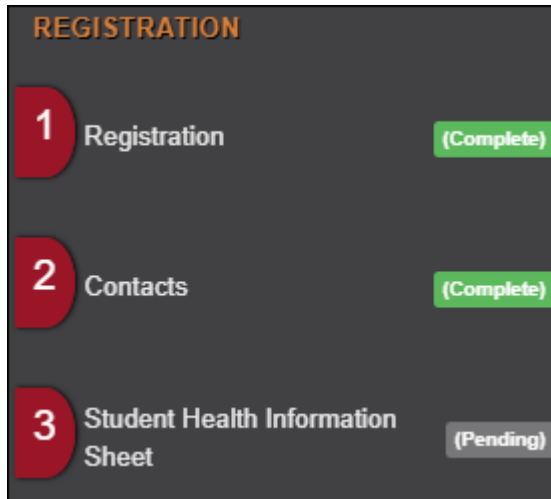 REGISTRATION
1 Registration (Complete)
2 Contacts (Complete)
3 Student Health Information
Sheet (Pending)